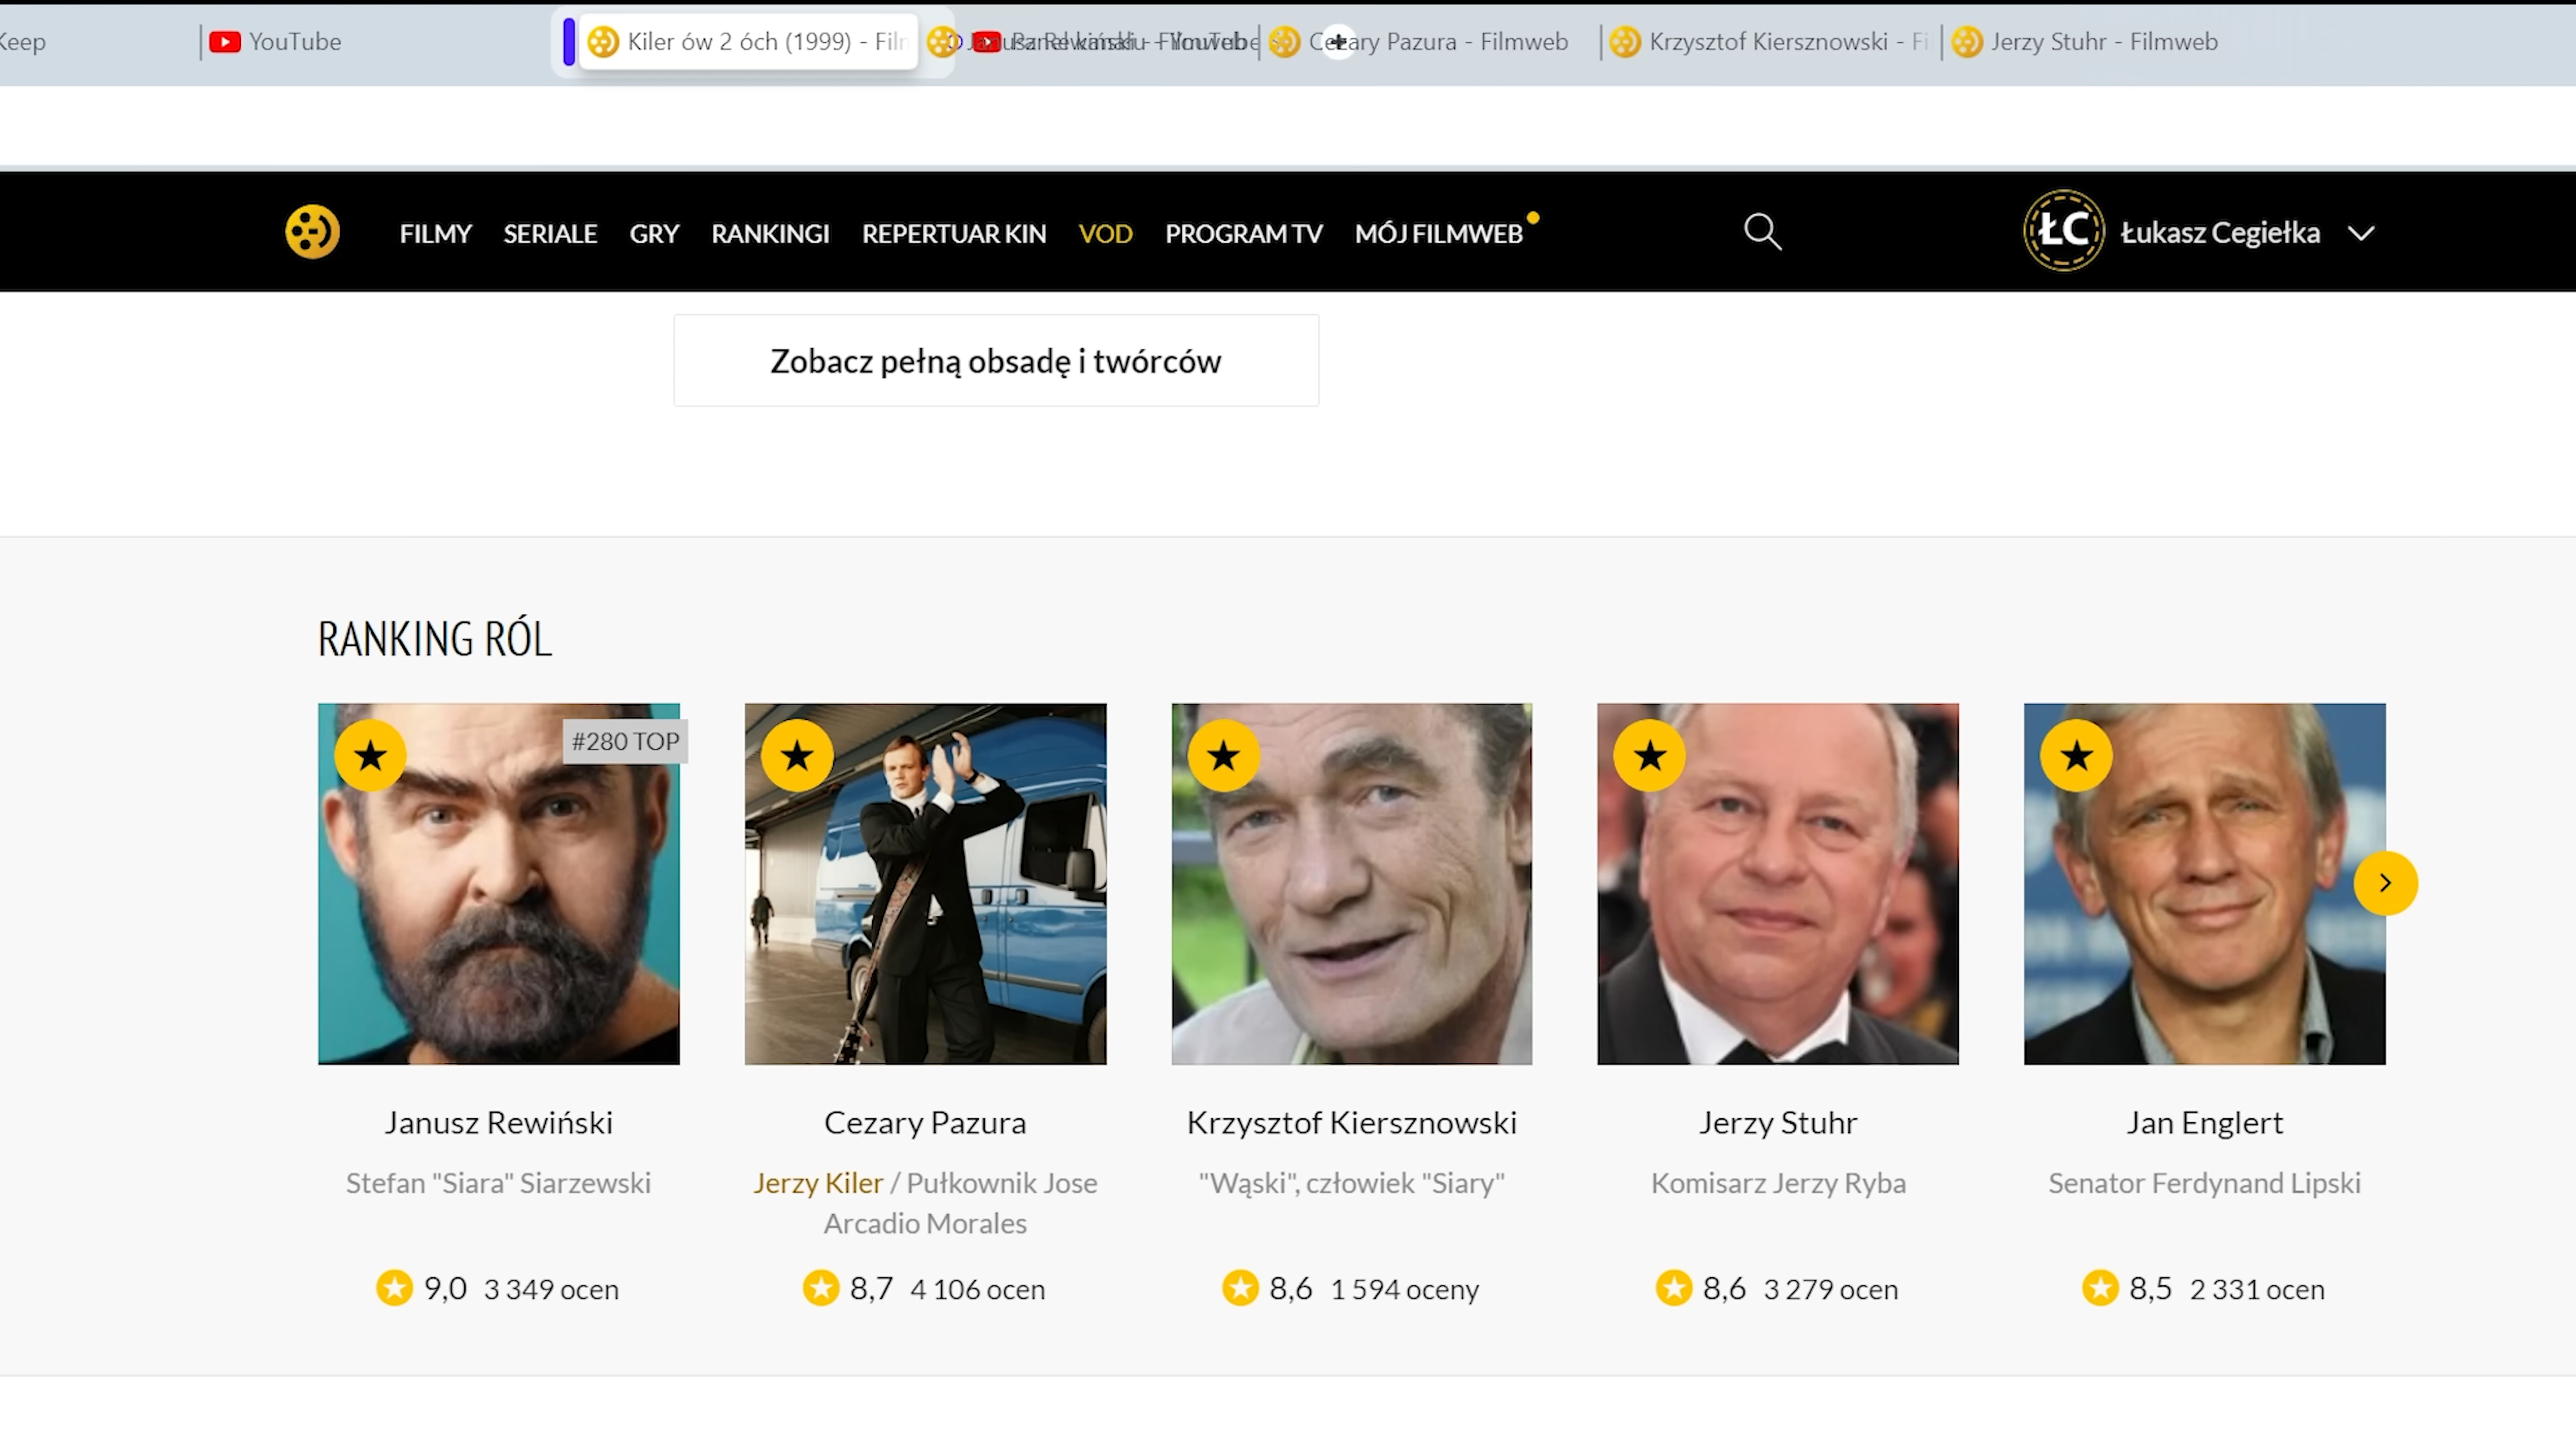 Keep
YouTube
Kiler ów 2 óch (1999) - Fil
Cezary Pazura - Filmweb
Krzysztof Kiersznowski - Fi
Jerzy Stuhr - Filmweb
FILMY
SERIALE
GRY
RANKINGI
REPERTUAR KIN
VOD
PROGRAM TV
MÓJ FILMWEB
ŁC
Łukasz Cegiełka
Zobacz pełną obsadę i twórców
RANKING RÓL
#280 TOP
Janusz Rewiński
Stefan "Siara" Siarzewski
9,0 3 349 ocen
Cezary Pazura
Jerzy Kiler / Pułkownik Jose
Arcadio Morales
8,7 4 106 ocen
Krzysztof Kiersznowski
"Wąski", człowiek "Siary"
8,6 1 594 oceny
Jerzy Stuhr
Komisarz Jerzy Ryba
8,6 3 279 ocen
Jan Englert
Senator Ferdynand Lipski
8,5 2 331 ocen